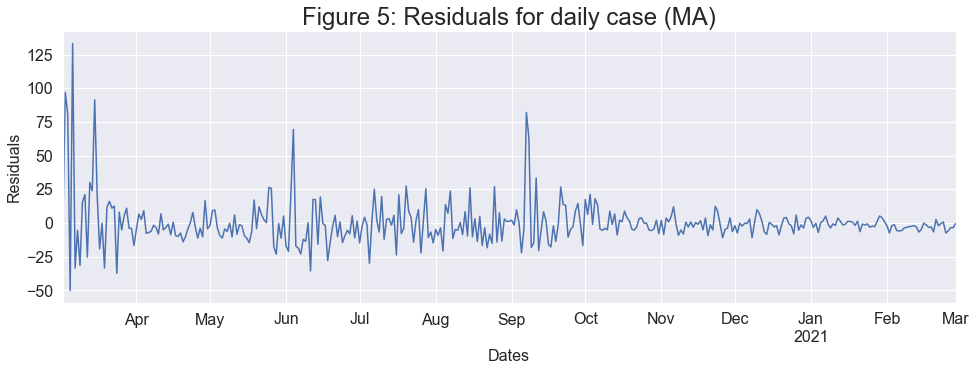 Figure 5: Residuals for daily case (MA)
125
100
75
50
25
0
−25
−50
Residuals
Apr May Jun Jul Aug Sep Oct Nov Dec Jan Feb Mar
2021
Dates